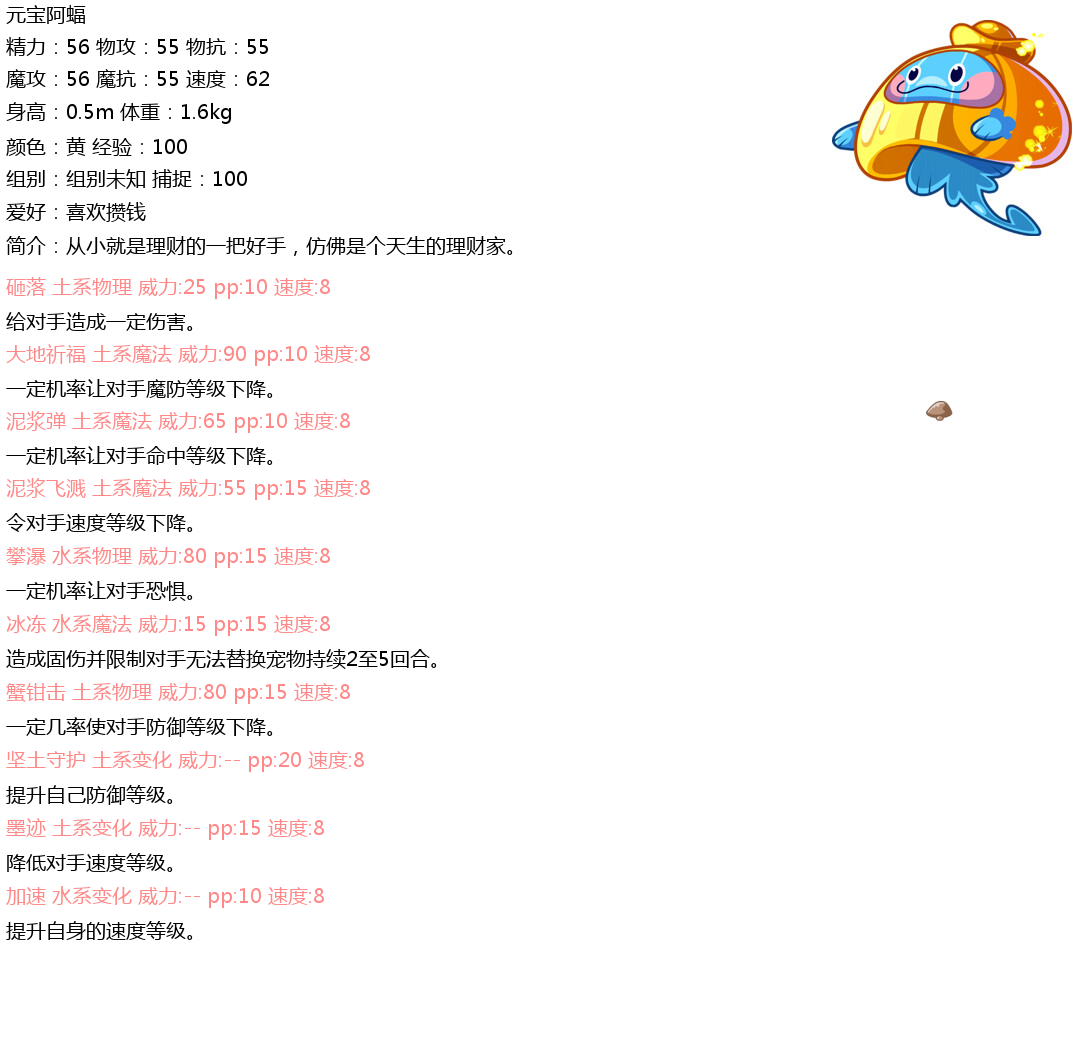 元宝阿蝠
精力：56 物攻：55 物抗：55
魔攻：56 魔抗：55 速度：62
身高：0.5m 体重：1.6kg
颜色：黄 经验：100
组别：组别未知 捕捉：100
爱好：喜欢攒钱
简介：从小就是理财的一把好手，仿佛是个天生的理财家。
砸落 土系物理 威力:25 pp:10 速度:8
给对手造成一定伤害。
大地祈福 土系魔法 威力:90 pp:10 速度:8
一定机率让对手魔防等级下降。
泥浆弹 土系魔法 威力:65 pp:10 速度:8
一定机率让对手命中等级下降。
泥浆飞溅 土系魔法 威力:55 pp:15 速度:8
令对手速度等级下降。
攀瀑 水系物理 威力:80 pp:15 速度:8
一定机率让对手恐惧。
冰冻 水系魔法 威力:15 pp:15 速度:8
造成固伤并限制对手无法替换宠物持续2至5回合。
蟹钳击 土系物理 威力:80 pp:15 速度:8
一定几率使对手防御等级下降。
坚土守护 土系变化 威力:-- pp:20 速度:8
提升自己防御等级。
墨迹 土系变化 威力:-- pp:15 速度:8
降低对手速度等级。
加速 水系变化 威力:-- pp:10 速度:8
提升自身的速度等级。